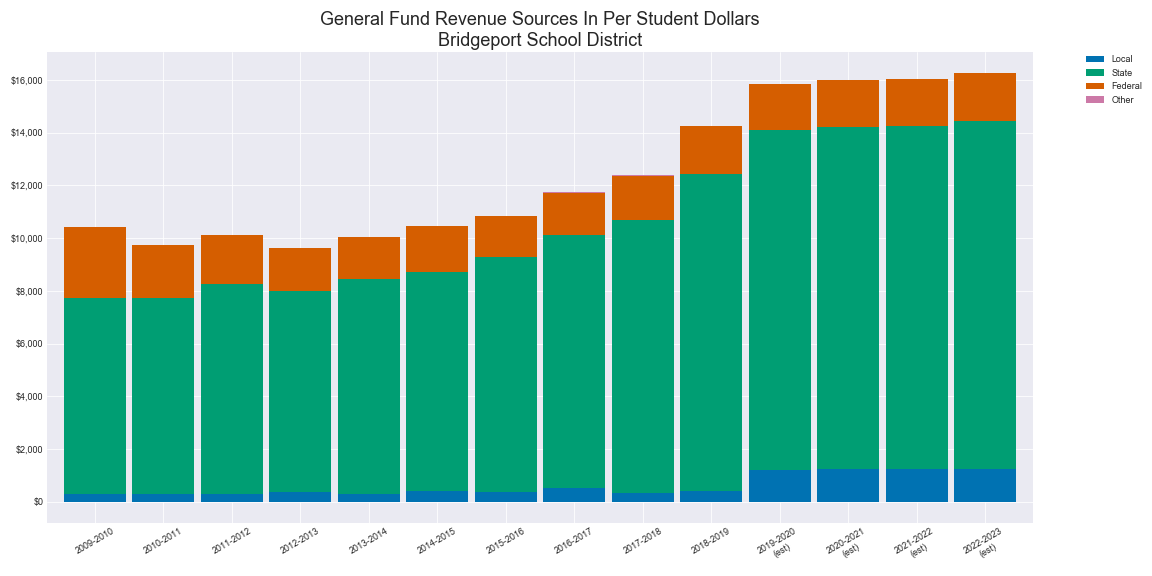 General Fund Revenue Sources In Per Student Dollars
Bridgeport School District
Local
State
Federal
Other
$16,000
$14,000
$12,000
$10,000
$8,000
$6,000
$4,000
$2,000
$0
2009-2010
2010-2011
2011-2012
2012-2013
2013-2014
2014-2015
2015-2016
2016-2017
2017-2018
2018-2019
2019-2020
(est)
2020-2021
(est)
2021-2022
(est)
2022-2023
(est)